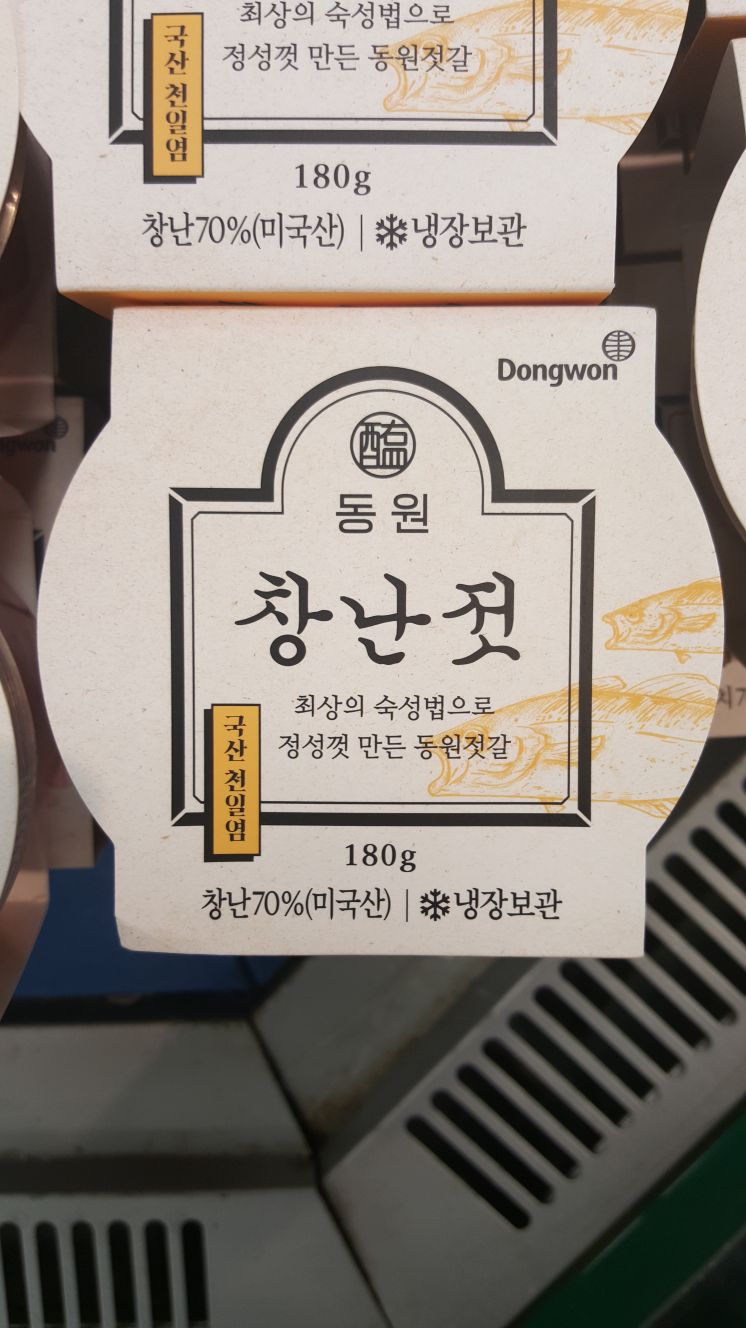 최상의 숙성법으로
정성껏 만든 동원젓갈
국산 천일염
180g
창난70%(미국산) | 냉장보관
Dongwon
동원
창난젓
최상의 숙성법으로
정성껏 만든 동원젓갈
국산 천일염
180g
창난70%(미국산) | 냉장보관